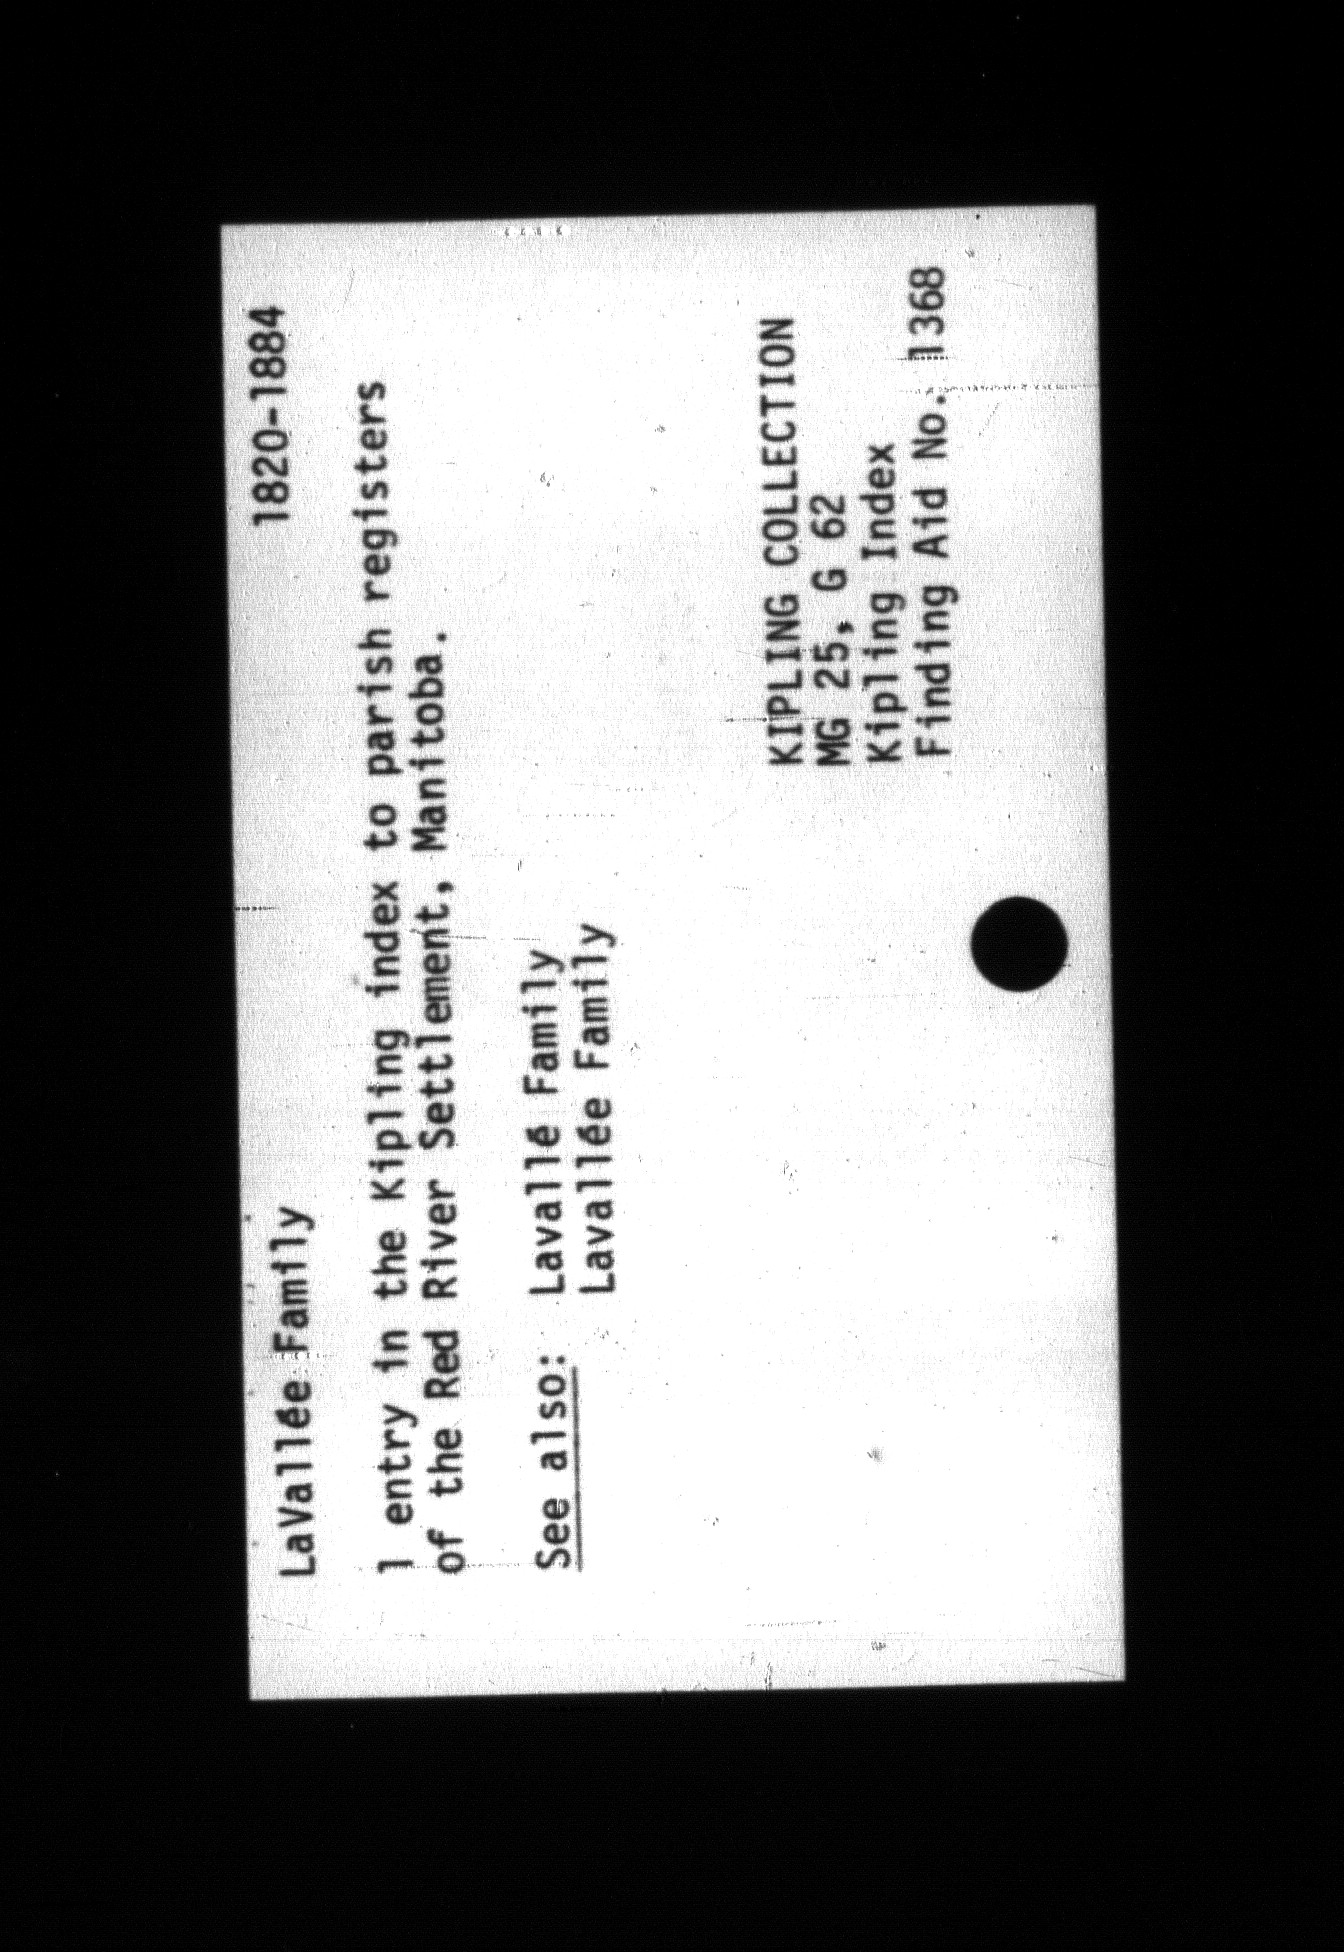 LaVallée Family 1820-1884
1 entry in the Kipling index to parish registers
of the Red River Settlement, Manitoba.
See also: Lavallé Family
Lavallée Family
KIPLING COLLECTION
MG 25, G 62
Kipling Index
Finding Aid No. 1368